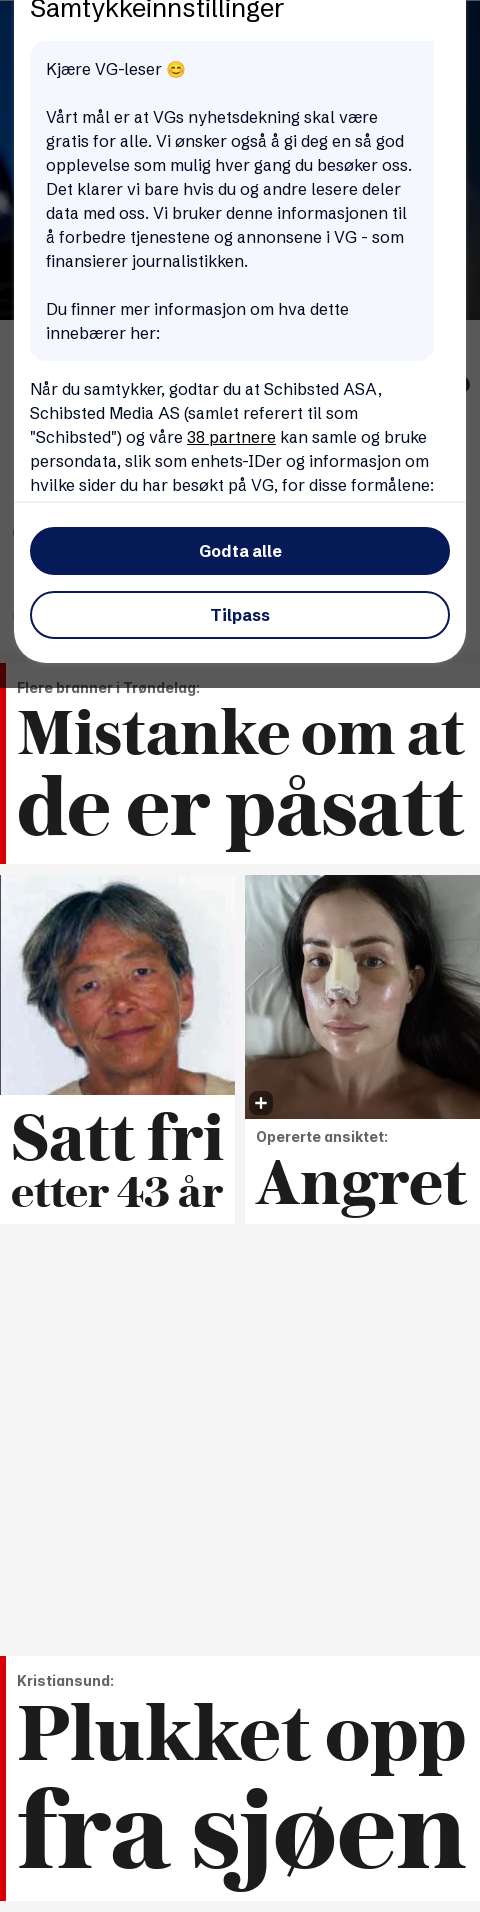 Samtykkeinnstillinger
Kjære VG-leser 😊
Vårt mål er at VGs nyhetsdekning skal være
gratis for alle. Vi ønsker også å gi deg en så god
opplevelse som mulig hver gang du besøker oss.
Det klarer vi bare hvis du og andre lesere deler
data med oss. Vi bruker denne informasjonen til
å forbedre tjenestene og annonsene i VG - som
finansierer journalistikken.
Du finner mer informasjon om hva dette
innebærer her:
Når du samtykker, godtar du at Schibsted ASA,
Schibsted Media AS (samlet referert til som
"Schibsted") og våre 38 partnere kan samle og bruke
persondata, slik som enhets-IDer og informasjon om
hvilke sider du har besøkt på VG, for disse formålene:
Godta alle
Tilpass
Flere branner i Trøndelag:
Mistanke om at
de er påsatt
Satt fri
etter 43 år
Opererte ansiktet:
Angret
Kristiansund:
Plukket opp
fra sjøen